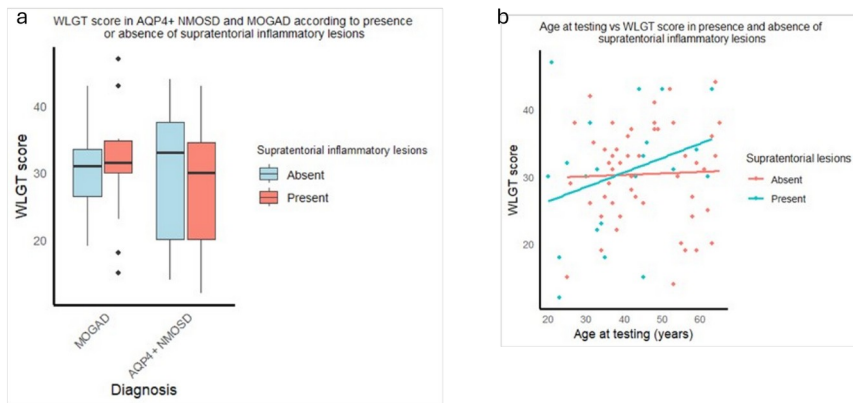 a
WLGT score in AQP4+ NMOSD and MOGAD according to presence
or absence of supratentorial inflammatory lesions
WLGT score
40
30
20
MOGAD
AQP4+ NMOSD
Diagnosis
Supratentorial inflammatory lesions
Absent
Present
b
Age at testing vs WLGT score in presence and absence of
supratentorial inflammatory lesions
WLGT score
40
30
20
20 30 40 50 60
Age at testing (years)
Supratentorial lesions
Absent
Present